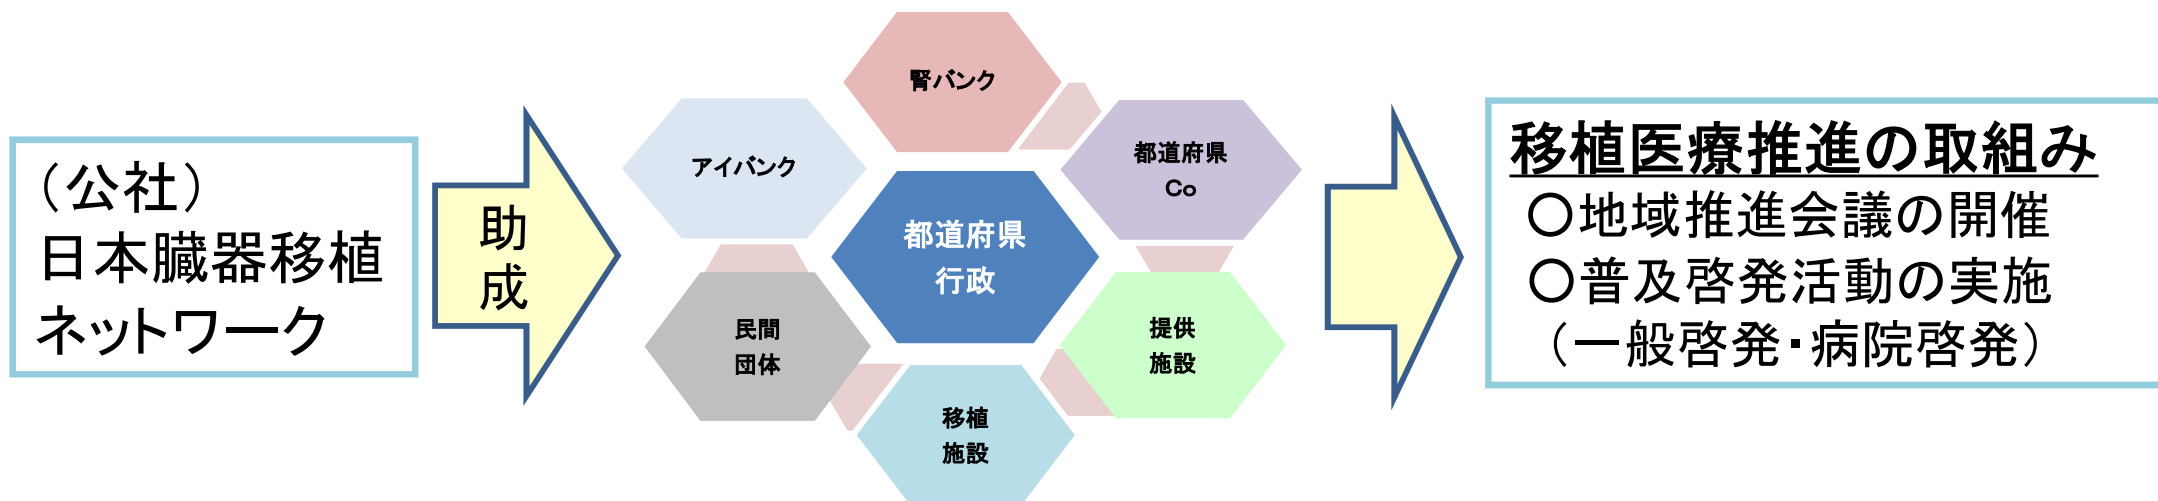 （公社）
日本臓器移植
ネットワーク
助
成
腎バンク
アイバンク
都道府県
Co
都道府県
行政
民間
団体
提供
施設
移植
施設
移植医療推進の取組み
○地域推進会議の開催
○普及啓発活動の実施
（一般啓発・病院啓発）